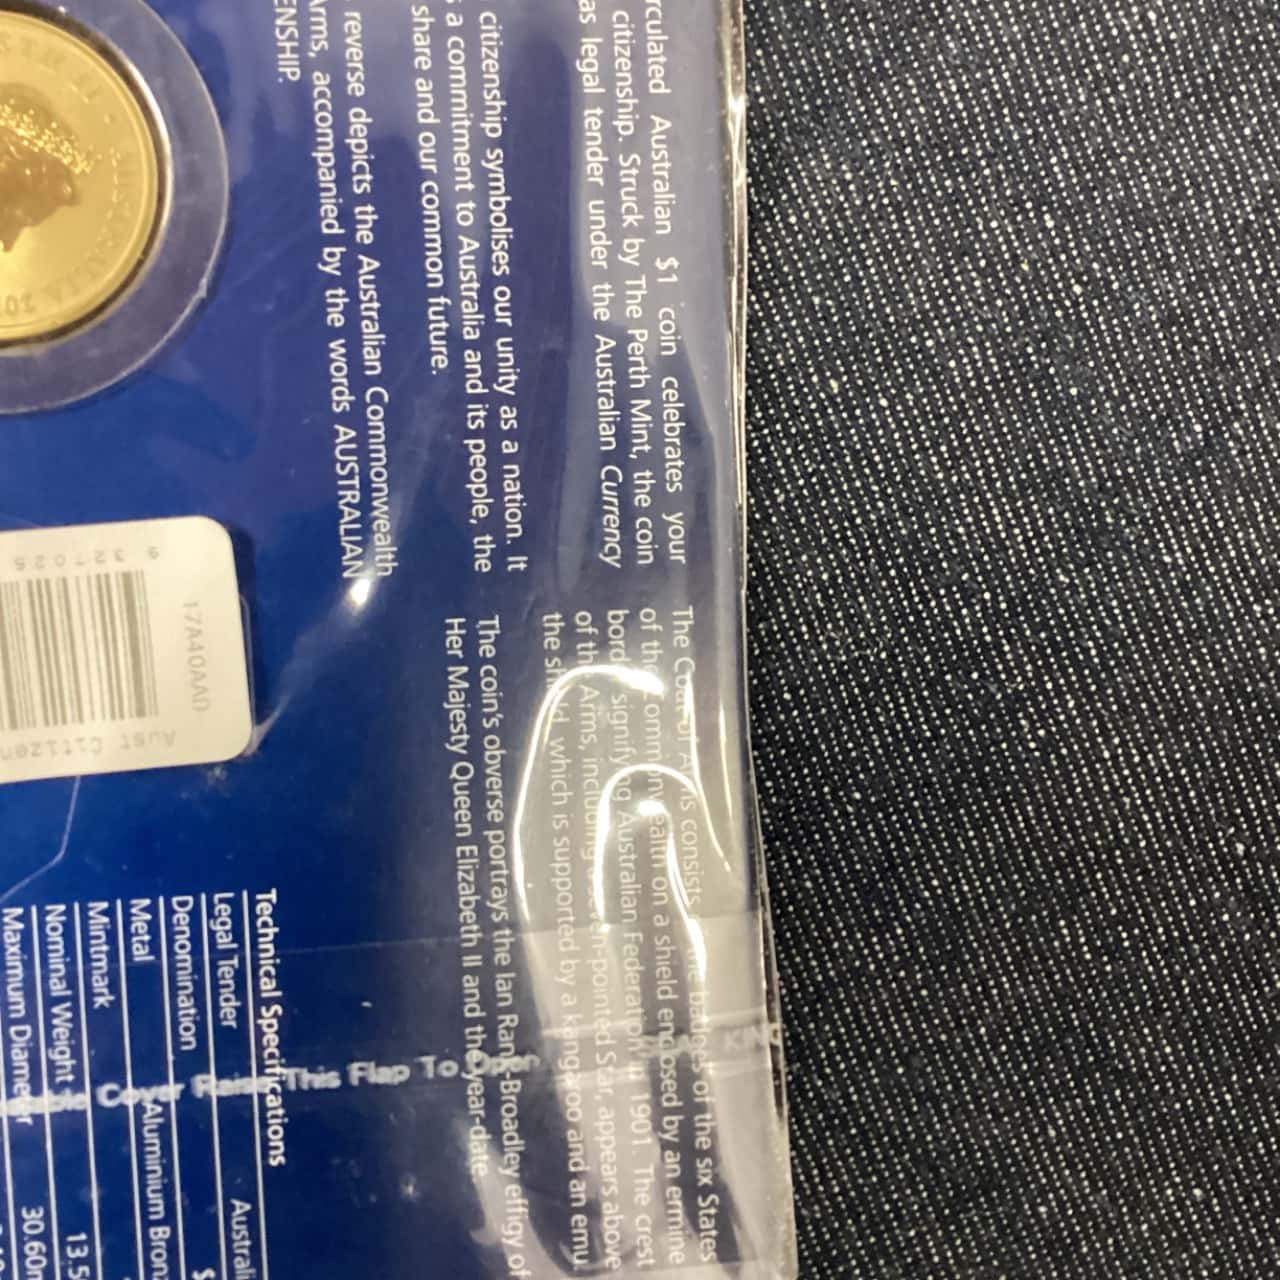 Australian $1 coin celebrates your
citizenship. Struck by The Perth Mint, the coin
as legal tender under the Australian Currency
citizenship symbolises our unity as a nation. It
a commitment to Australia and its people, the
share and our common future.
reverse depicts the Australian Commonwealth
Arms, accompanied by the words AUSTRALIAN
The Coat of Arms consists of the badges of the six States
of the Commonwealth on a shield enclosed by an ermine
border, signifying Australian Federation in 1901. The crest
of the Arms, including a seven-pointed Star, appears above
the shield, which is supported by a kangaroo and an emu.
The coin's obverse portrays the Ian Rank-Broadley effigy of
Her Majesty Queen Elizabeth II and the year-date
Technical Specifications
Legal Tender
Denomination
Metal Aluminium
Mintmark
Nominal Weight 13.5
Maximum Diameter 30.60
Cover Raise This Flap To Open
17A40AAD
9 321025
Aust